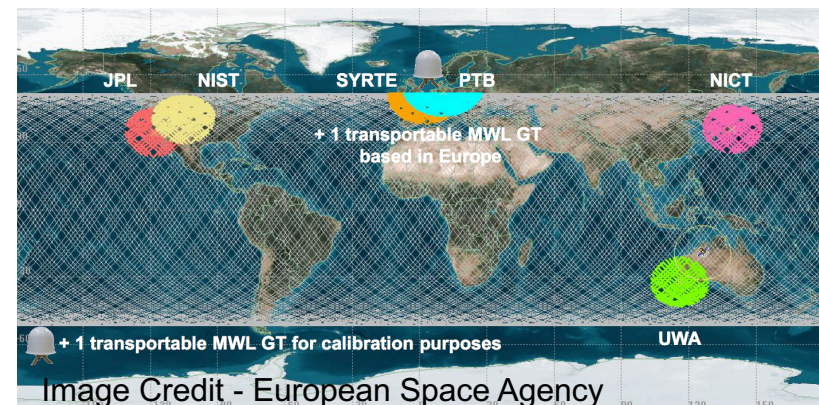 JPL NIST SYRTE PTB NICT
+ 1 transportable MWL GT
based in Europe
UWA
+ 1 transportable MWL GT for calibration purposes
Image Credit - European Space Agency